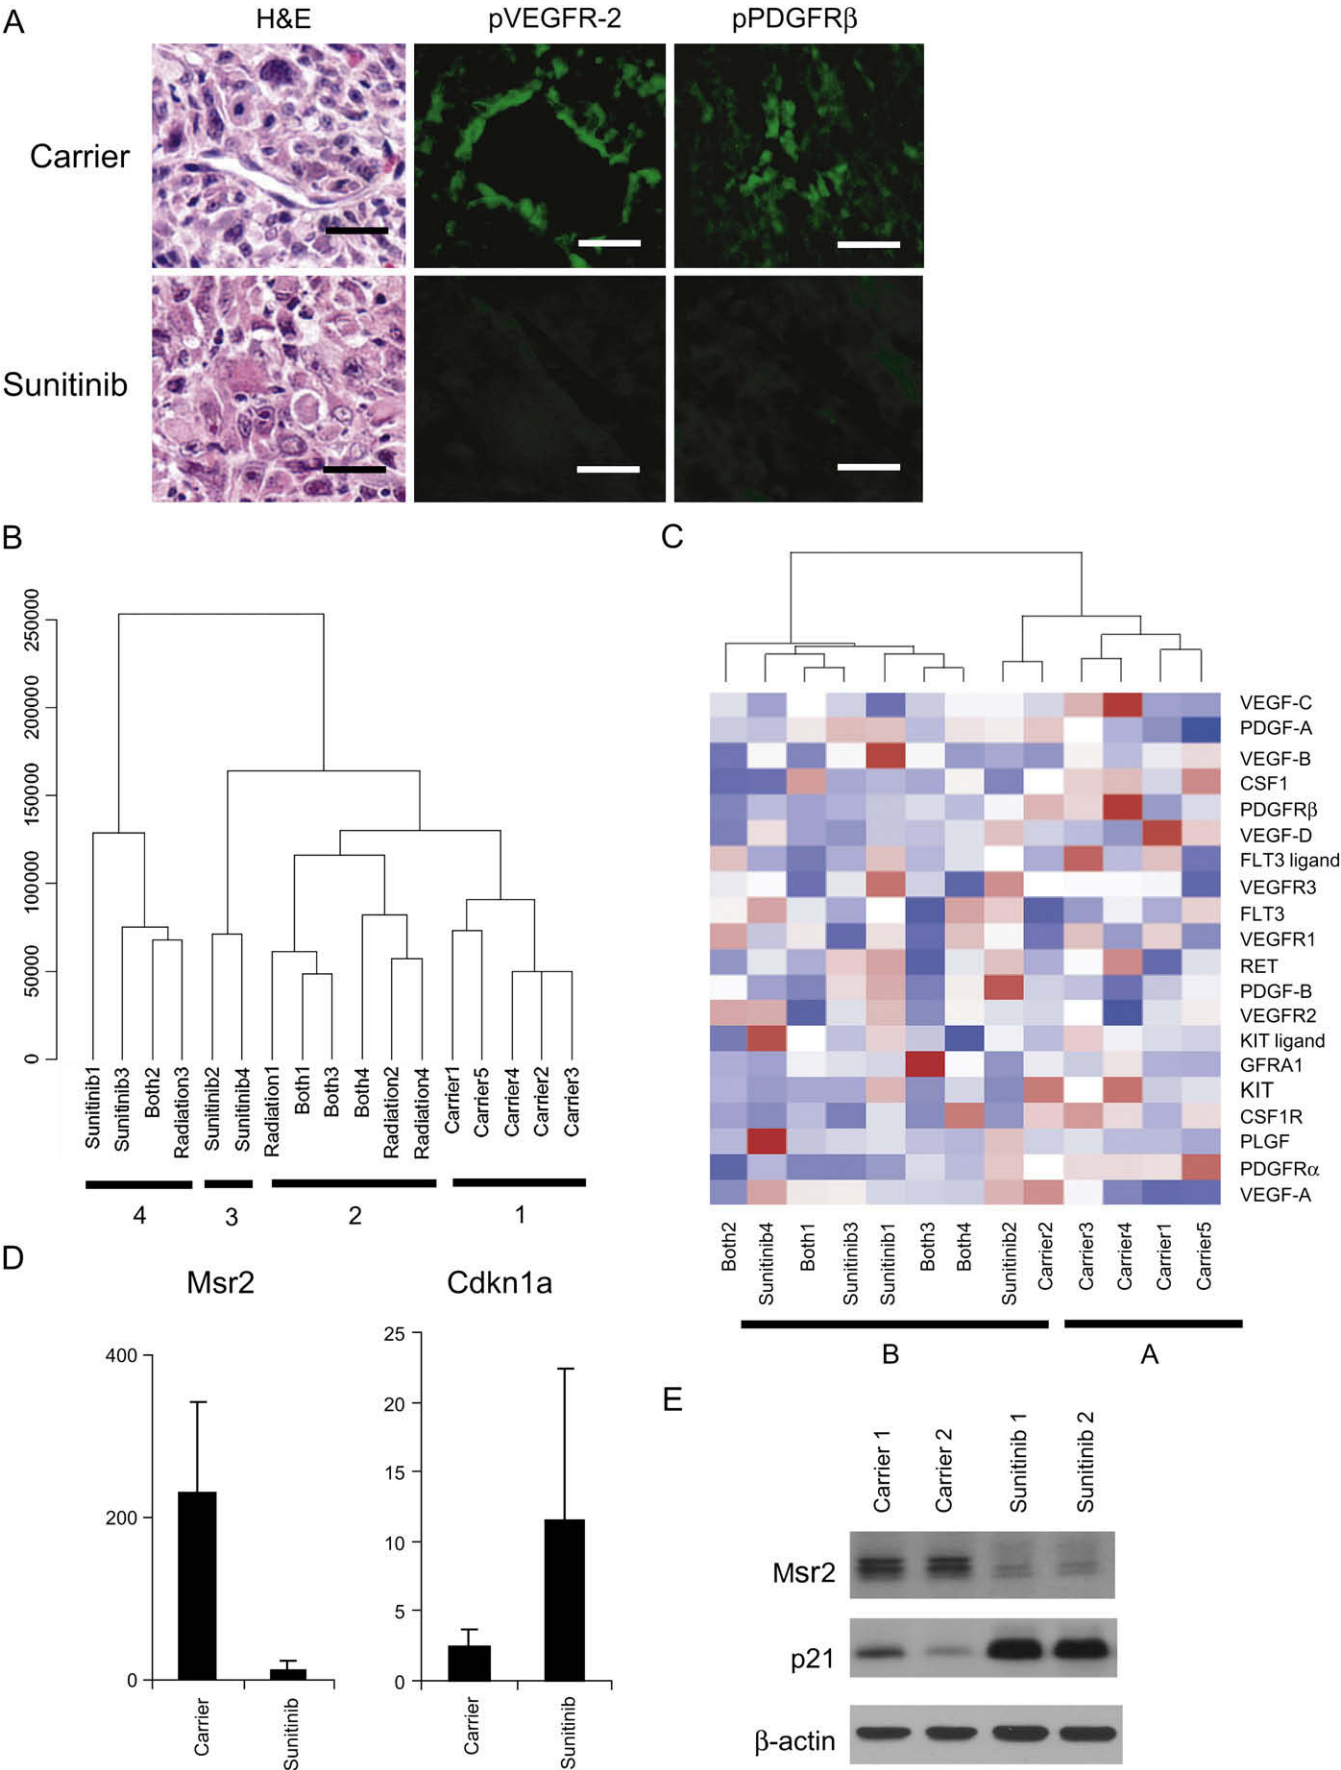 A
H&E
pVEGFR-2
pPDGFRβ
Carrier
Sunitinib
B
250000
200000
150000
100000
50000
0
Sunitinib1
Sunitinib3
Both2
Radiation3
Sunitinib2
Sunitinib4
Radiation1
Both1
Both3
Both4
Radiation2
Radiation4
Carrier1
Carrier5
Carrier4
Carrier2
Carrier3
4
3
2
1
C
VEGF-C
PDGF-A
VEGF-B
CSF1
PDGFRβ
VEGF-D
FLT3 ligand
VEGFR3
FLT3
VEGFR1
RET
PDGF-B
VEGFR2
KIT ligand
GFRA1
KIT
CSF1R
PLGF
PDGFRα
VEGF-A
Both2
Sunitinib4
Both1
Sunitinib3
Sunitinib1
Both3
Both4
Sunitinib2
Carrier2
Carrier3
Carrier4
Carrier1
Carrier5
B
A
D
Msr2
400
200
0
Carrier
Sunitinib
Cdkn1a
25
20
15
10
5
0
Carrier
Sunitinib
E
Carrier 1
Carrier 2
Sunitinib 1
Sunitinib 2
Msr2
p21
β-actin